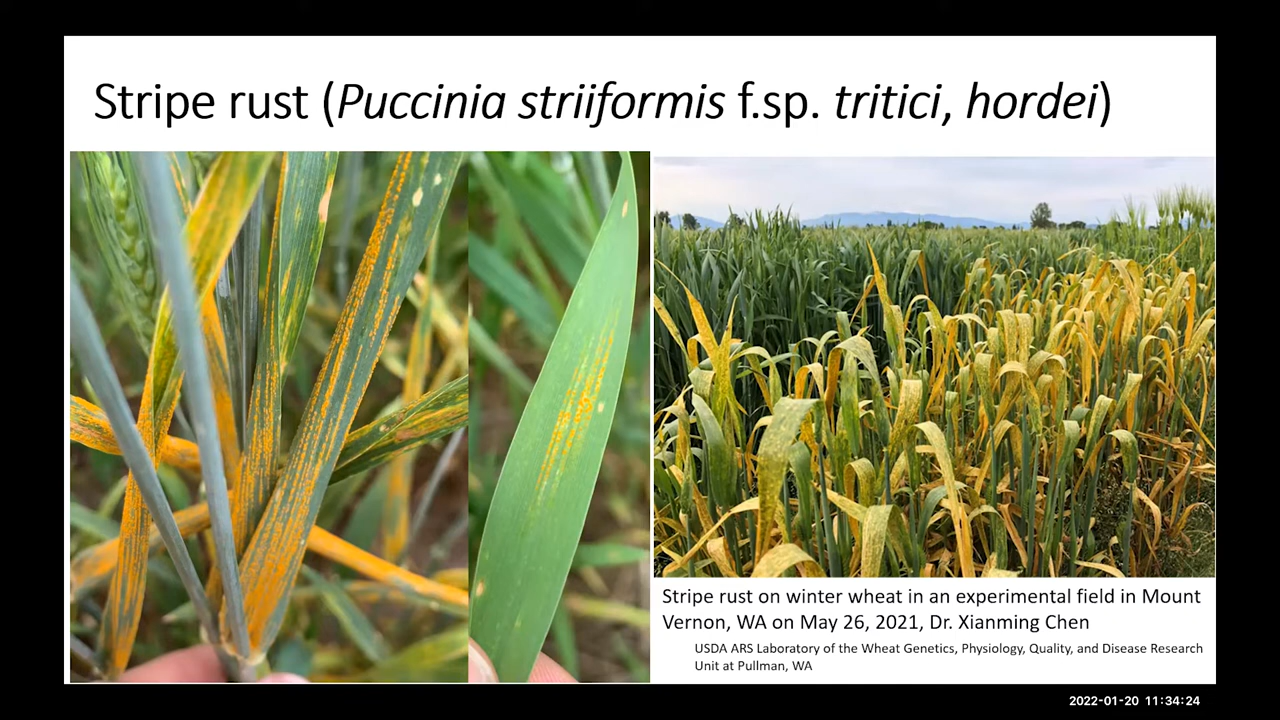 Stripe rust (Puccinia striiformis f.sp. tritici, hordei)
Stripe rust on winter wheat in an experimental field in Mount
Vernon, WA on May 26, 2021, Dr. Xianming Chen
USDA ARS Laboratory of the Wheat Genetics, Physiology, Quality, and Disease Research
Unit at Pullman, WA
2022-01-20 11:34:24